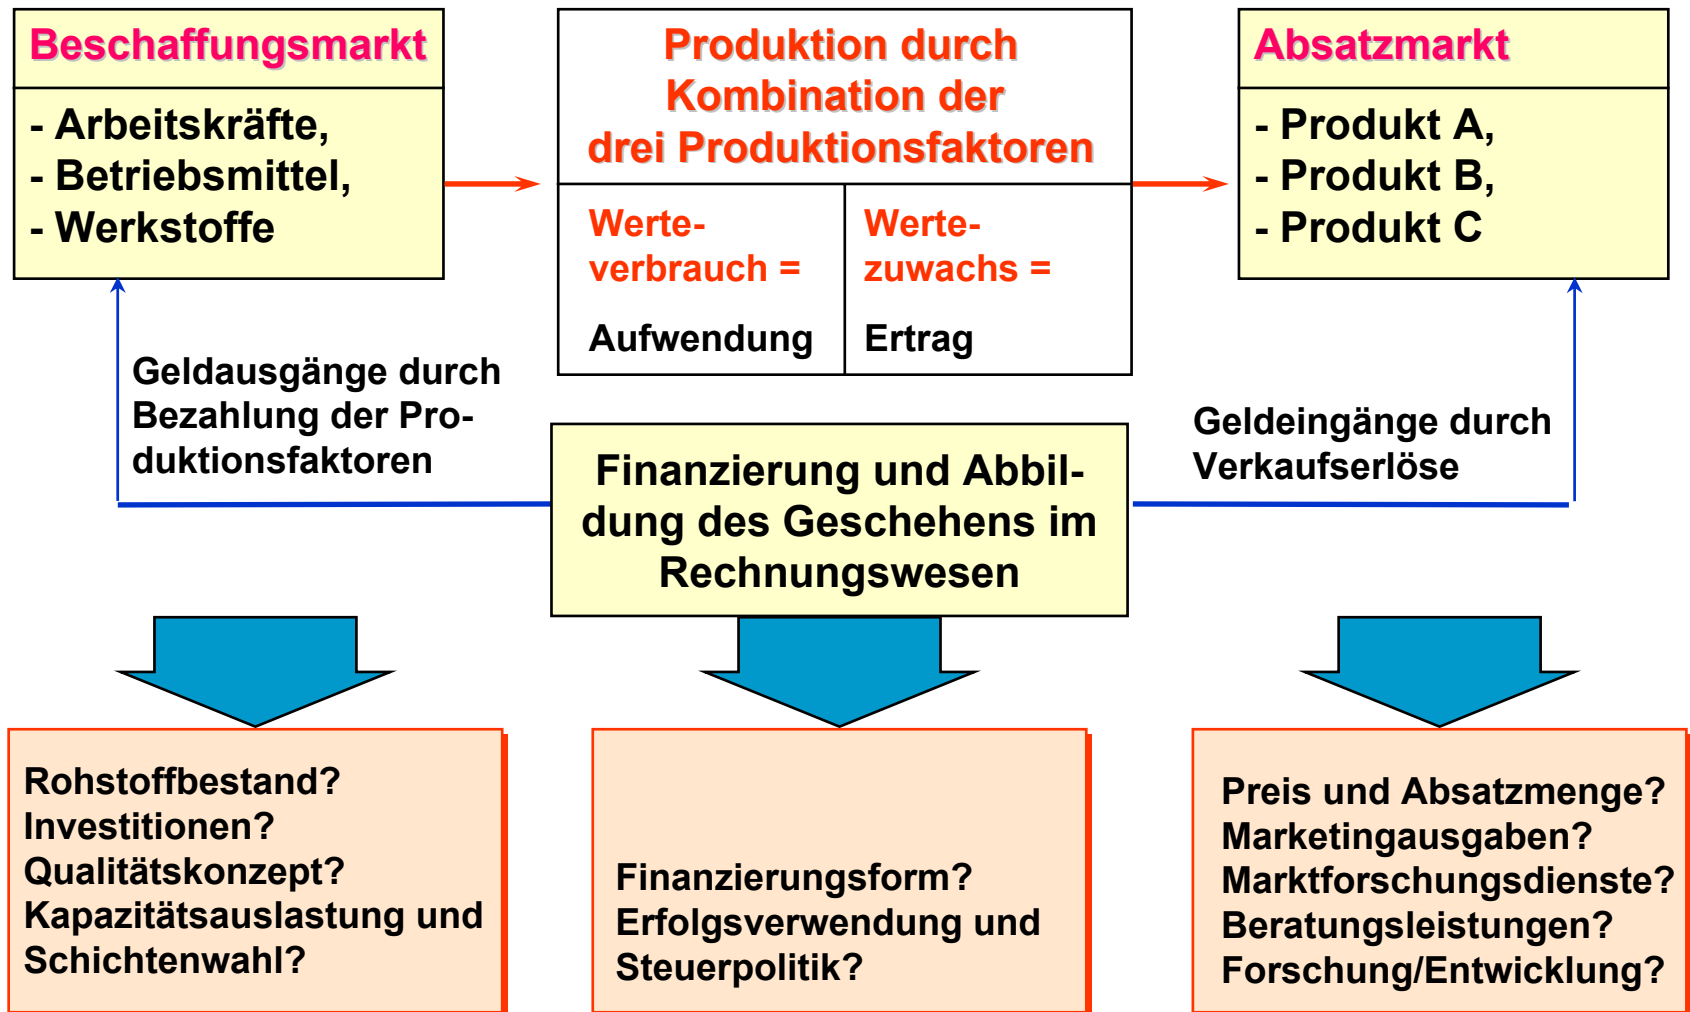 Beschaffungsmarkt
- Arbeitskräfte,
- Betriebsmittel,
- Werkstoffe
Produktion durch
Kombination der
drei Produktionsfaktoren
Werte-
verbrauch =
Aufwendung
Werte-
zuwachs =
Ertrag
Absatzmarkt
- Produkt A,
- Produkt B,
- Produkt C
Geldausgänge durch
Bezahlung der Pro-
duktionsfaktoren
Finanzierung und Abbil-
dung des Geschehens im
Rechnungswesen
Geldeingänge durch
Verkaufserlöse
Rohstoffbestand?
Investitionen?
Qualitätskonzept?
Kapazitätsauslastung und
Schichtenwahl?
Finanzierungsform?
Erfolgsverwendung und
Steuerpolitik?
Preis und Absatzmenge?
Marketingausgaben?
Marktforschungsdienste?
Beratungsleistungen?
Forschung/Entwicklung?